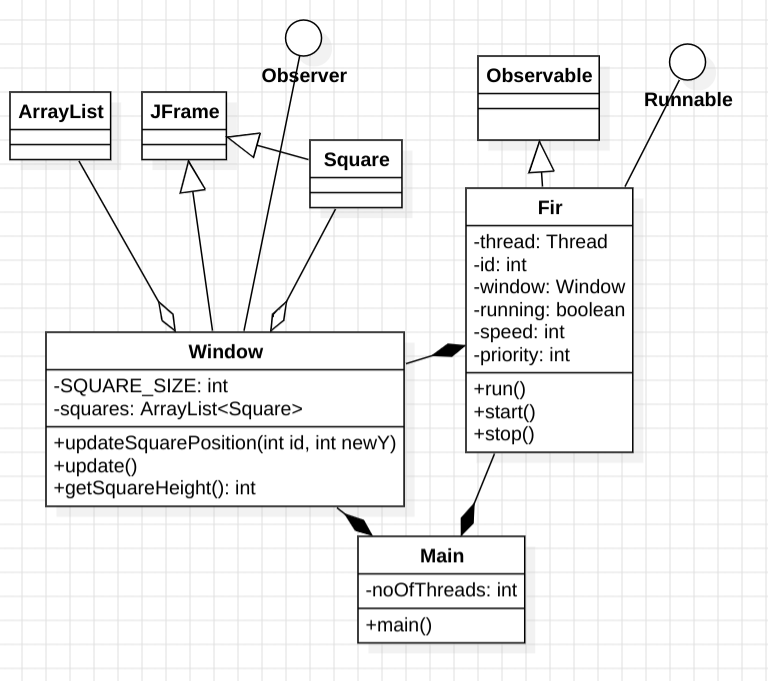 Observer
Observable
Runnable
ArrayList
JFrame
Square
Fir
-thread: Thread
-id: int
-window: Window
-running: boolean
-speed: int
-priority: int
+run()
+start()
+stop()
Window
-SQUARE_SIZE: int
-squares: ArrayList<Square>
+updateSquarePosition(int id, int newY)
+update()
+getSquareHeight(): int
Main
-noOfThreads: int
+main()